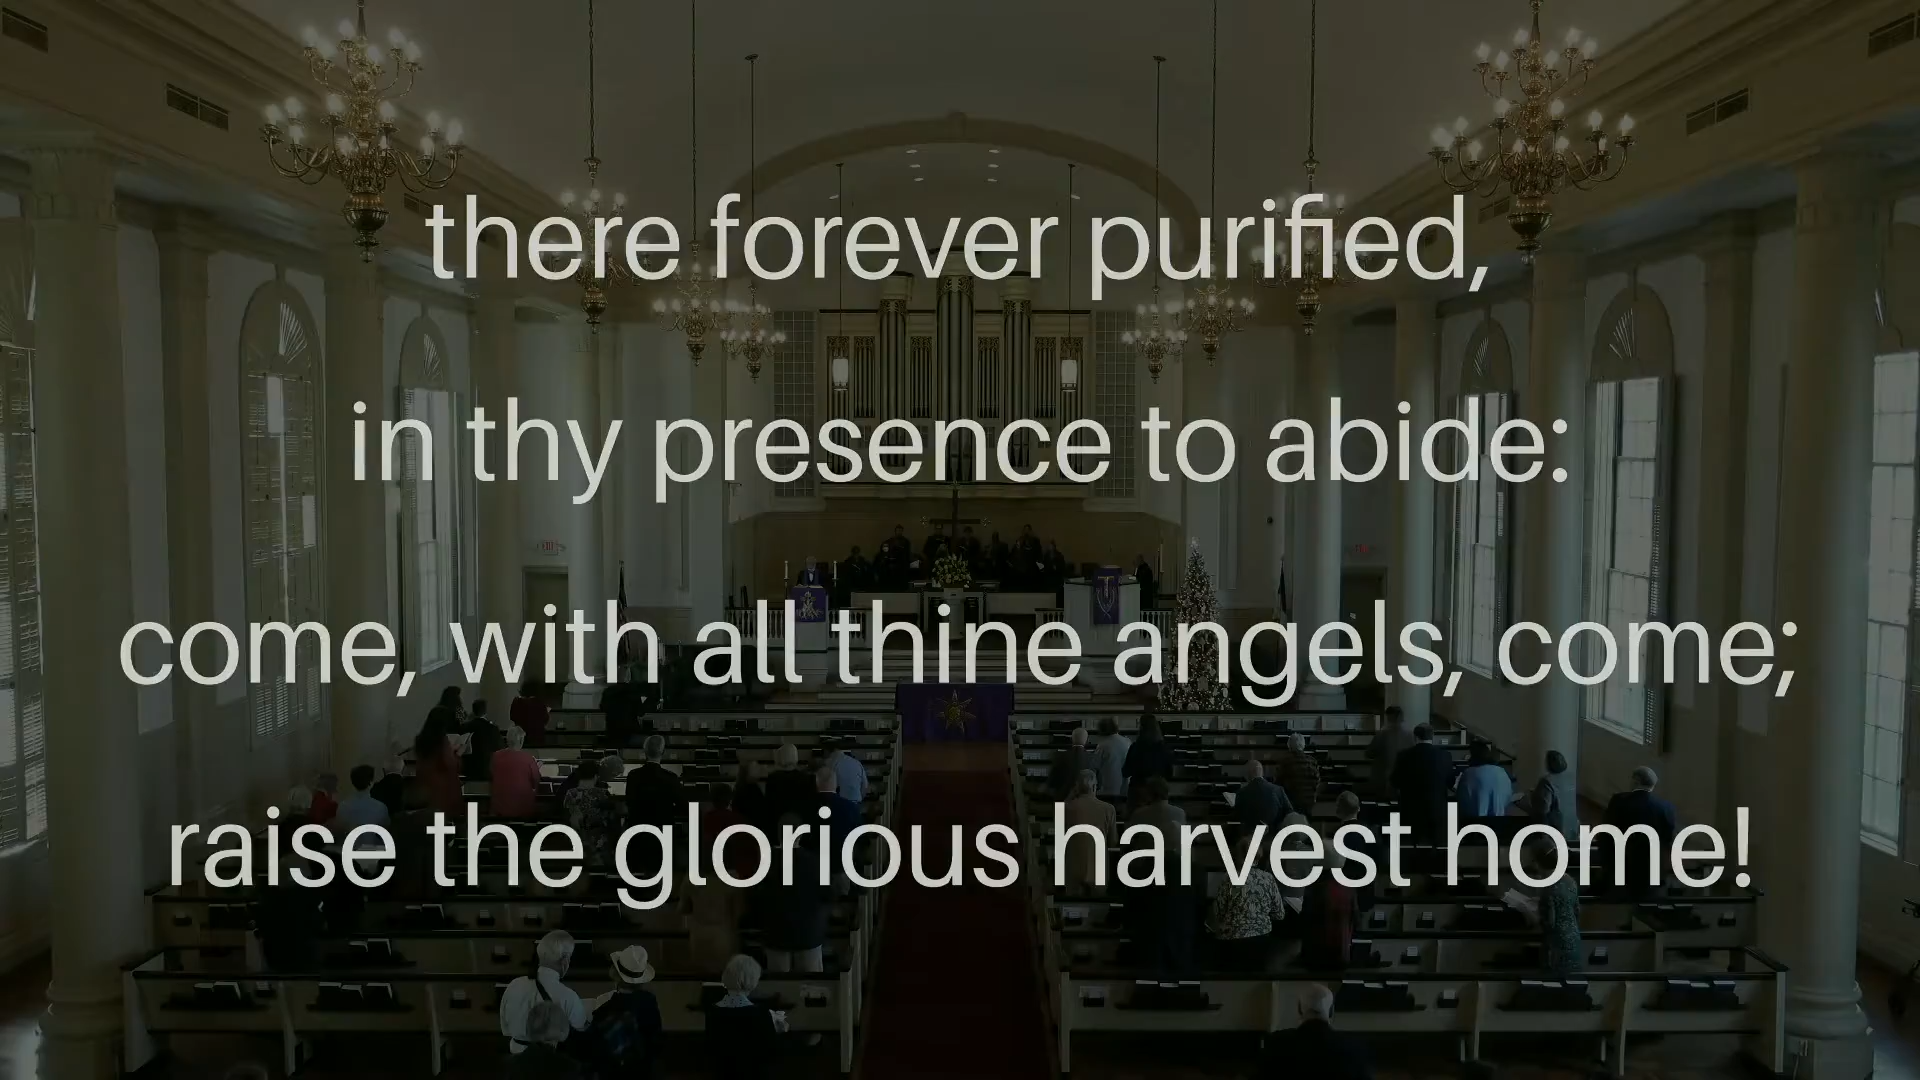 there forever purified,
in thy presence to abide:
come, with all thine angels, come;
raise the glorious harvest home!